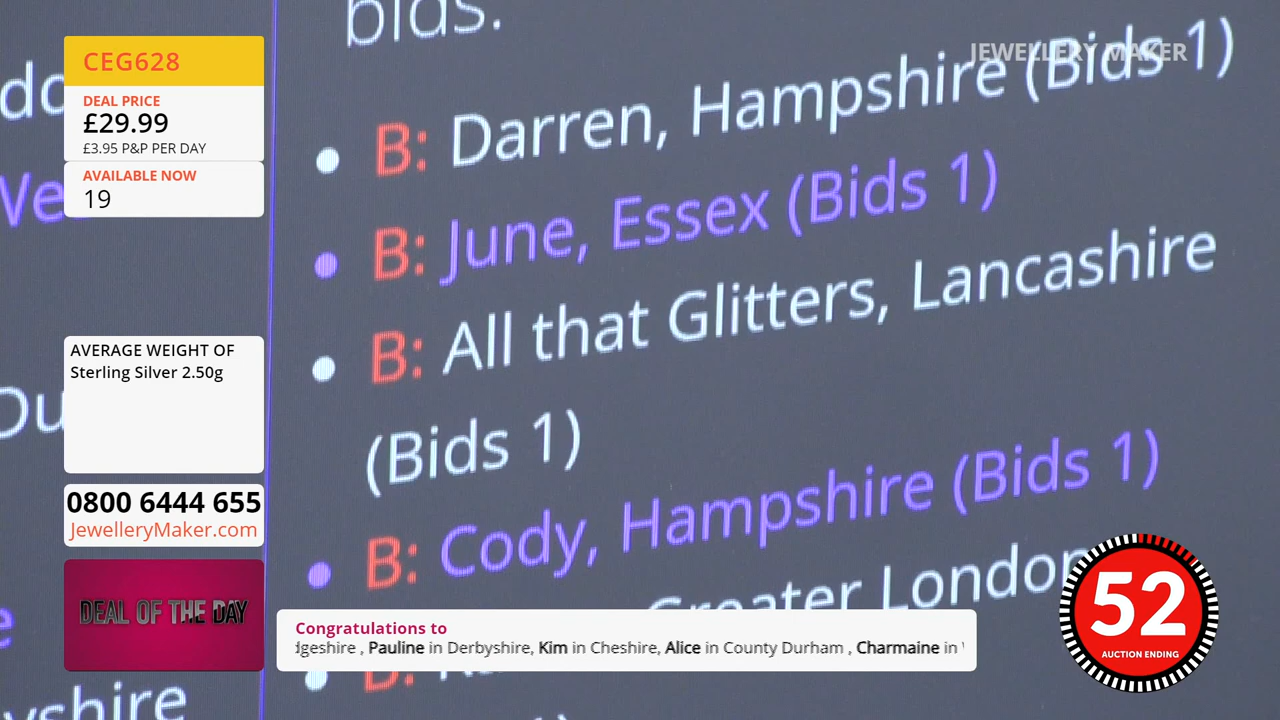 bids.
B: Darren, Hampshire (Bids 1)
B: June, Essex (Bids 1)
B: All that Glitters, Lancashire
(Bids 1)
B: Cody, Hampshire (Bids 1)
Greater London
B:
JEWELLERY MAKER
CEG628
DEAL PRICE
£29.99
£3.95 P&P PER DAY
AVAILABLE NOW
19
AVERAGE WEIGHT OF
Sterling Silver 2.50g
0800 6444 655
JewelleryMaker.com
DEAL OF THE DAY
Congratulations to
dgeshire , Pauline in Derbyshire, Kim in Cheshire, Alice in County Durham , Charmaine in
52
AUCTION ENDING